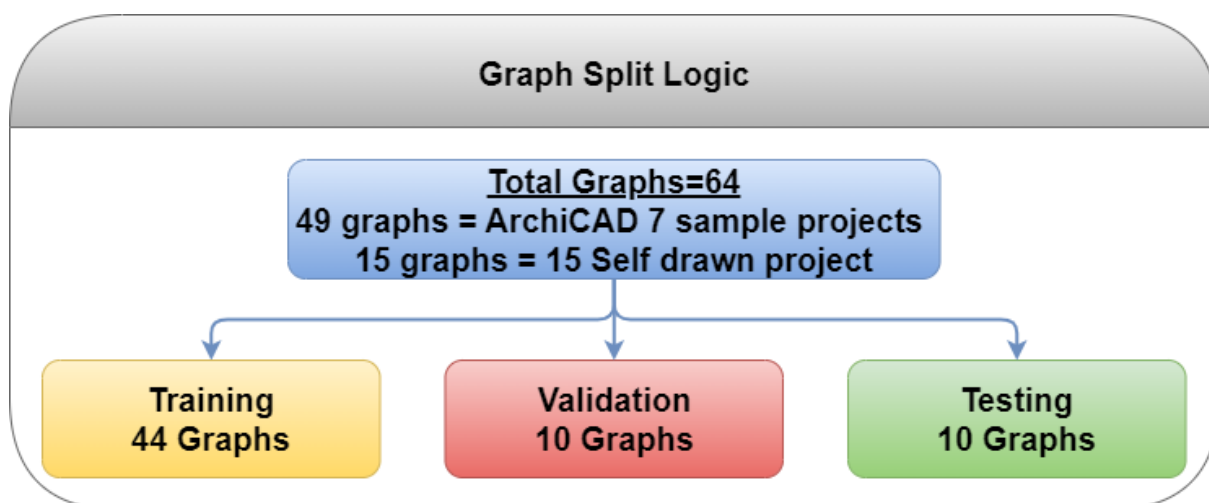 Graph Split Logic
Total Graphs=64
49 graphs = ArchiCAD 7 sample projects
15 graphs = 15 Self drawn project
Training
44 Graphs
Validation
10 Graphs
Testing
10 Graphs